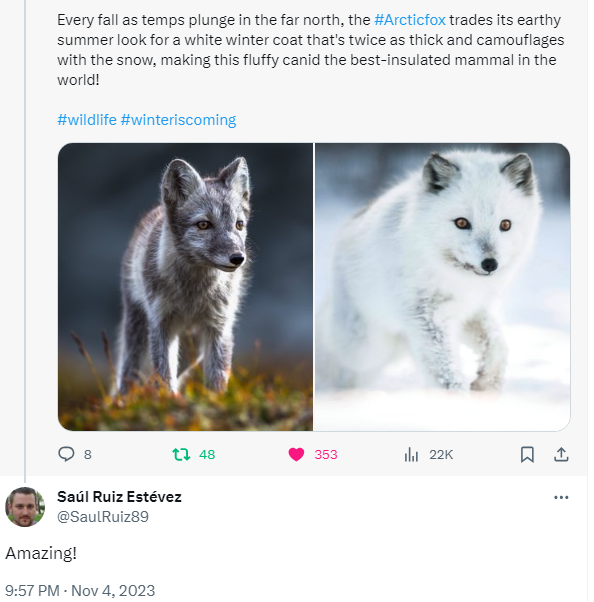 Every fall as temps plunge in the far north, the #Arcticfox trades its earthy
summer look for a white winter coat that's twice as thick and camouflages
with the snow, making this fluffy canid the best-insulated mammal in the
world!
#wildlife #winteriscoming
8 48 353 22K
Saúl Ruiz Estévez
@SaulRuiz89
Amazing!
9:57 PM · Nov 4, 2023